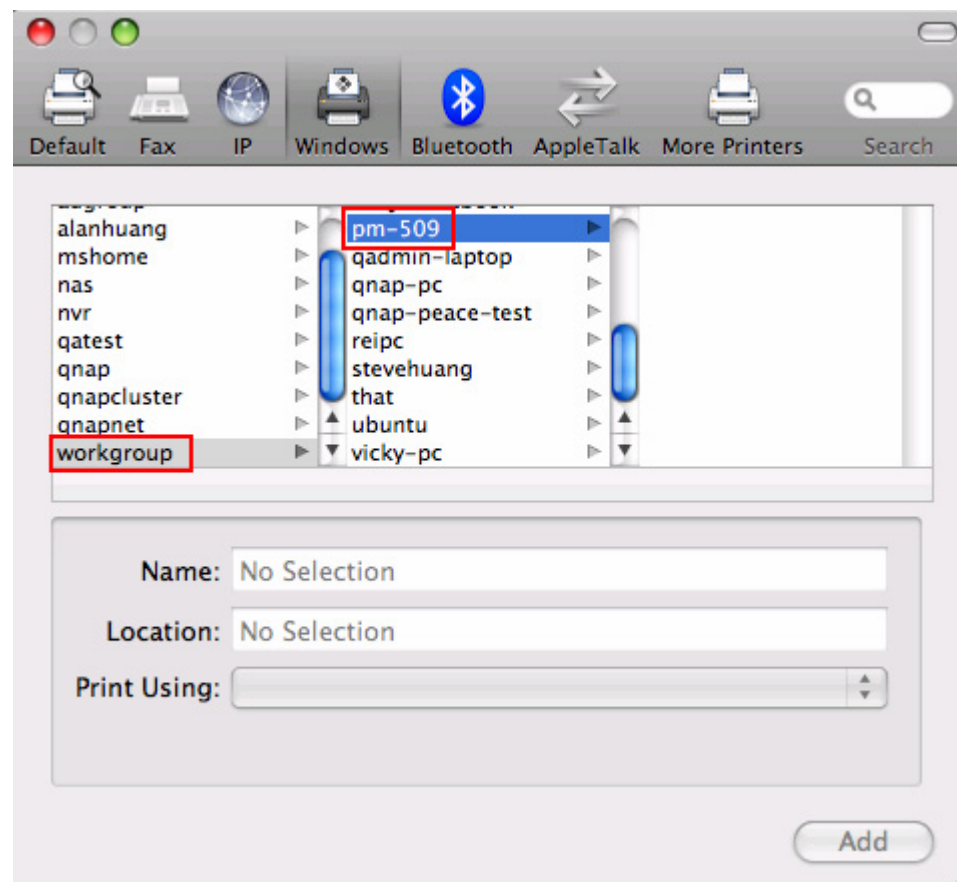 Default Fax IP Windows Bluetooth AppleTalk More Printers Search
alanhuang
mshome
nas
nvr
qatest
qnap
qnapcluster
qnapnet
workgroup
pm-509
qadmin-laptop
qnap-pc
qnap-peace-test
reipc
stevehuang
that
ubuntu
vicky-pc
Name: No Selection
Location: No Selection
Print Using:
Add